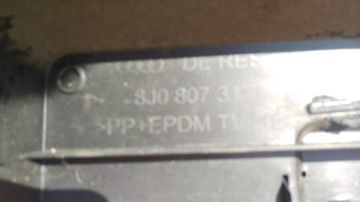 DE RES
8J0 807 31
>PP+EPDM TV